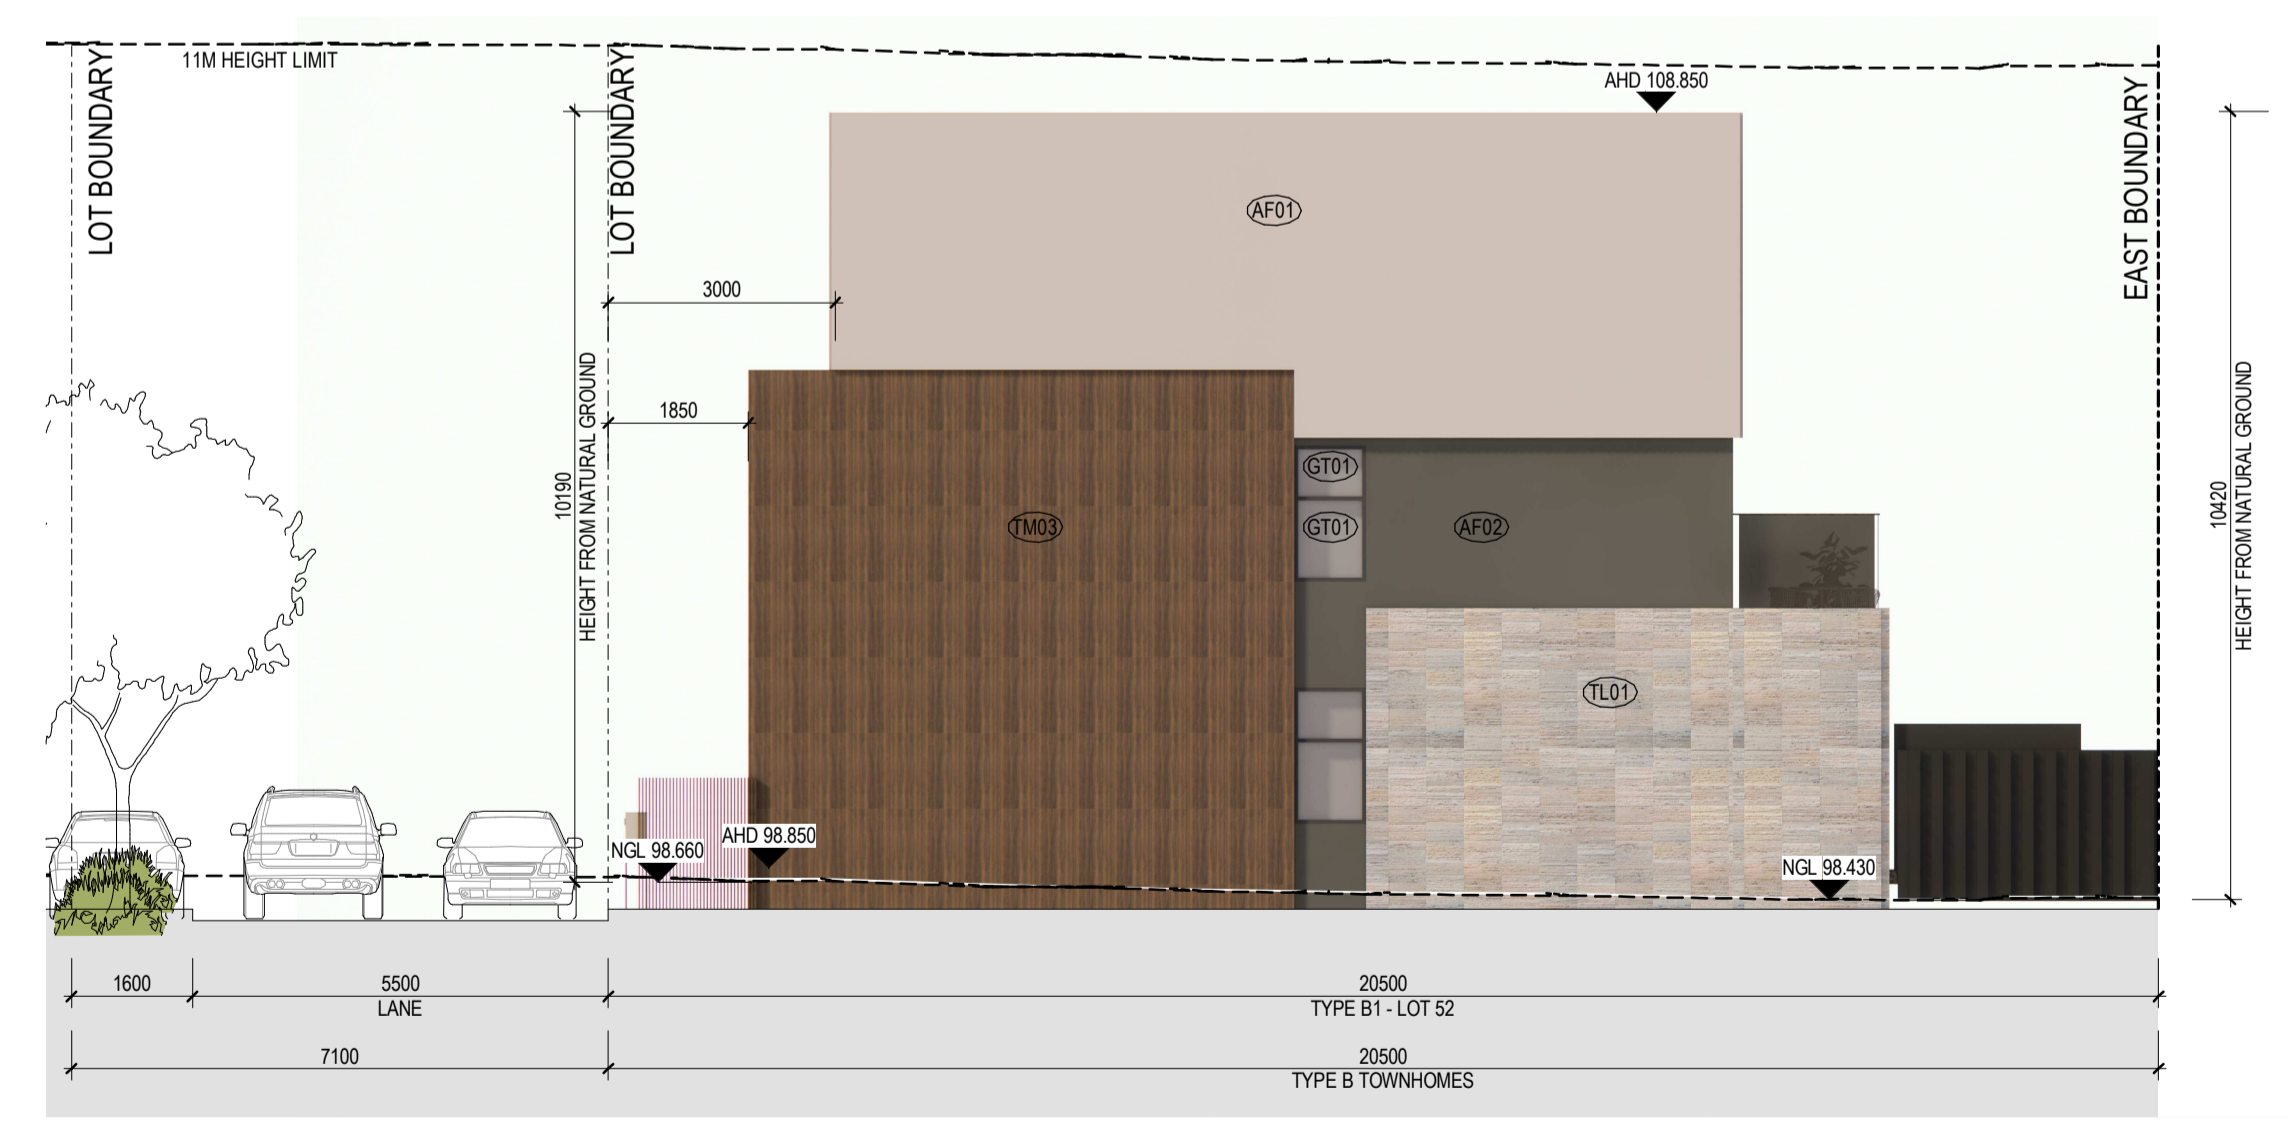 11M HEIGHT LIMIT
LOT BOUNDARY
LOT BOUNDARY
EAST BOUNDARY
AHD 108.850
AF01
3000
1850
10190
HEIGHT FROM NATURAL GROUND
10420
HEIGHT FROM NATURAL GROUND
GT01
TM03
GT01
AF02
TL01
AHD 98.850
NGL 98.660
NGL 98.430
1600
5500
20500
LANE
TYPE B1 - LOT 52
7100
20500
TYPE B TOWNHOMES